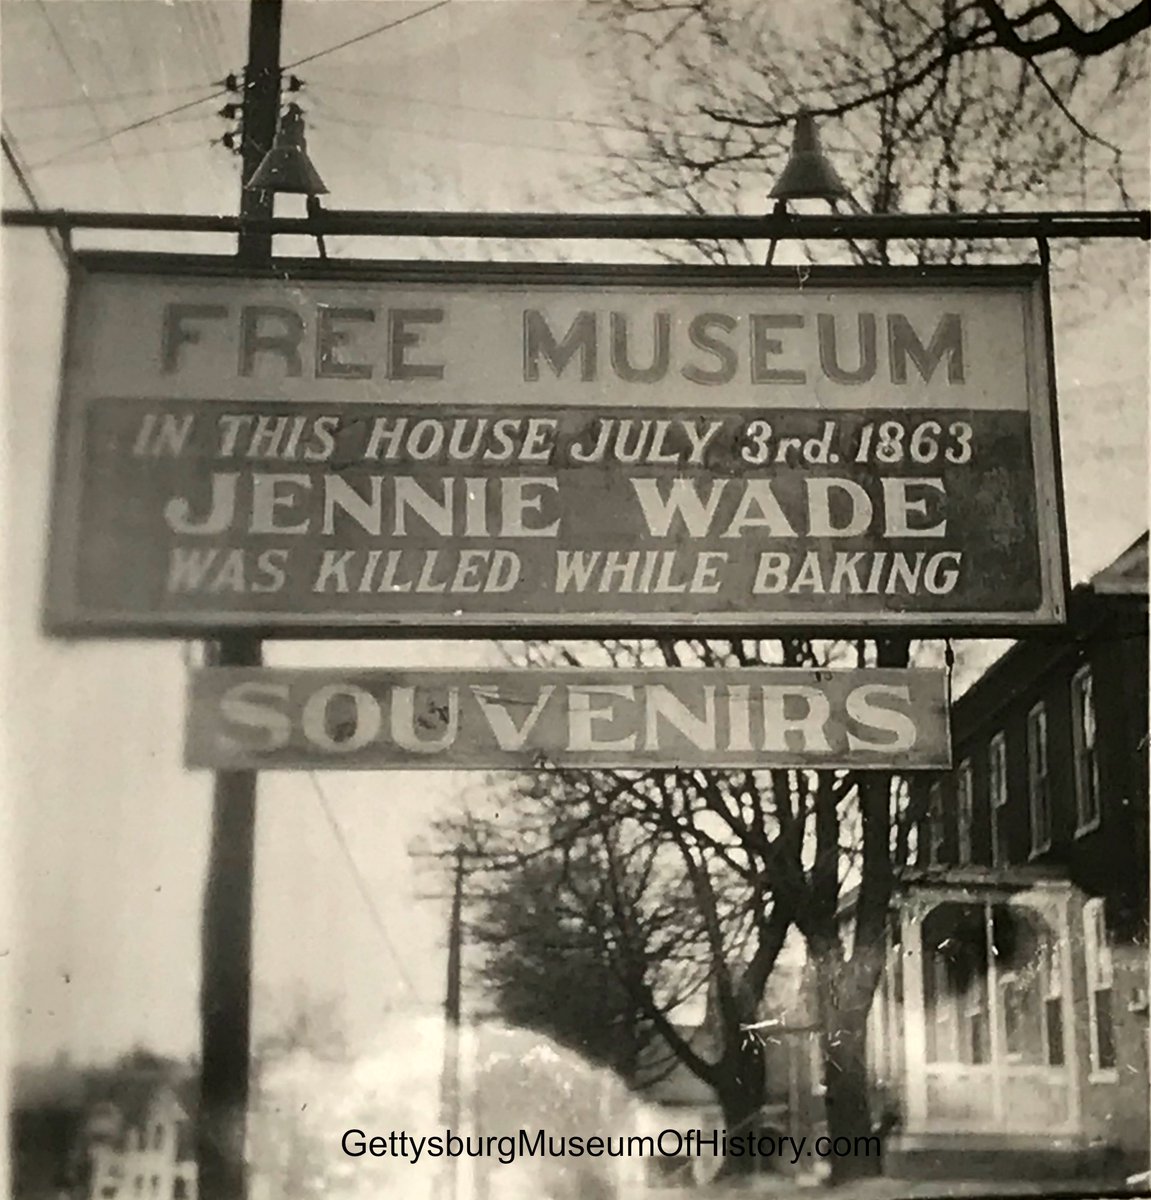 FREE MUSEUM
IN THIS HOUSE JULY 3rd. 1863
JENNIE WADE
WAS KILLED WHILE BAKING
SOUVENIRS
GettysburgMuseumOfHistory.com